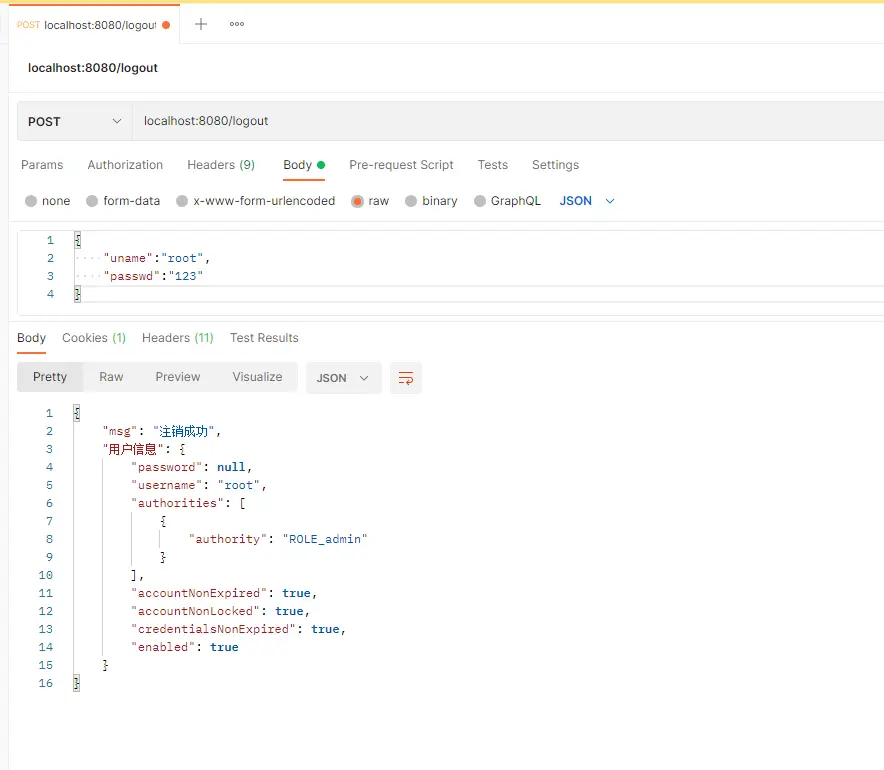 POST localhost:8080/logout
localhost:8080/logout
POST localhost:8080/logout
Params Authorization Headers (9) Body Pre-request Script Tests Settings
none form-data x-www-form-urlencoded raw binary GraphQL JSON
1 {
2 "uname":"root",
3 "passwd":"123"
4 }
Body Cookies (1) Headers (11) Test Results
Pretty Raw Preview Visualize JSON
1 {
2 "msg": "注销成功",
3 "用户信息": {
4 "password": null,
5 "username": "root",
6 "authorities": [
7 {
8 "authority": "ROLE_admin"
9 }
10 ],
11 "accountNonExpired": true,
12 "accountNonLocked": true,
13 "credentialsNonExpired": true,
14 "enabled": true
15 }
16 }